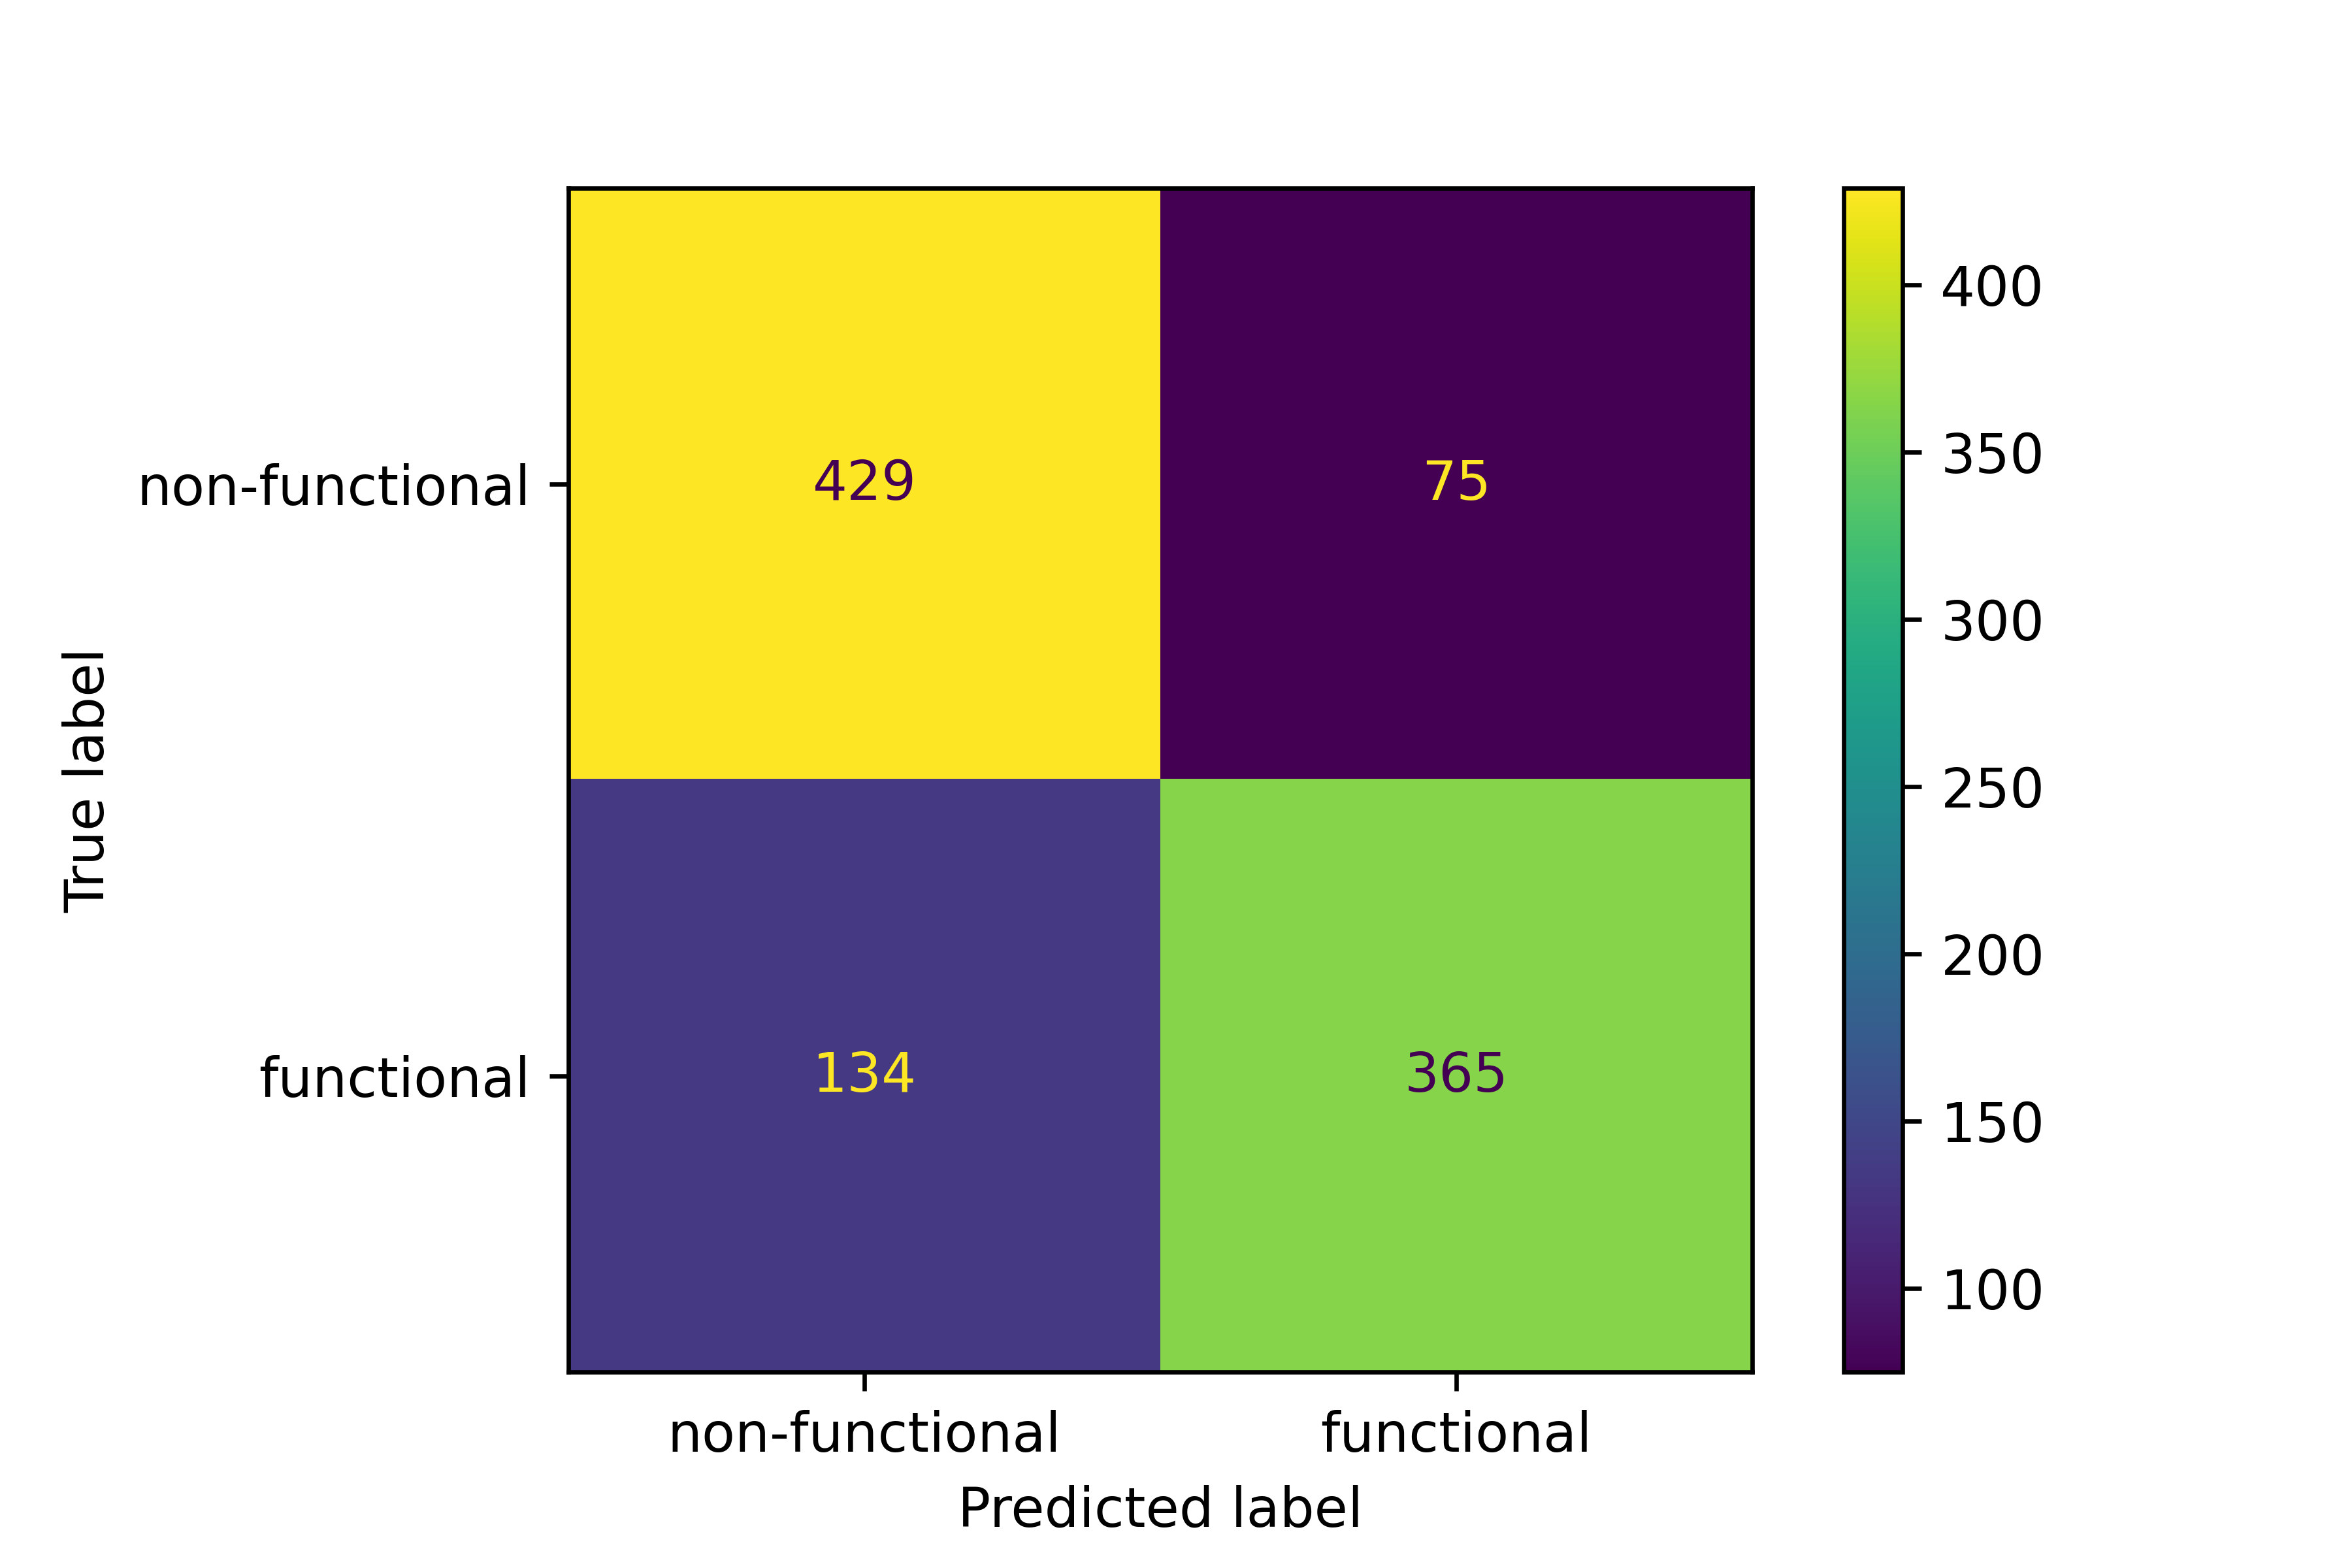 True label
non-functional
functional
429
75
134
365
non-functional
functional
Predicted label
400
350
300
250
200
150
100